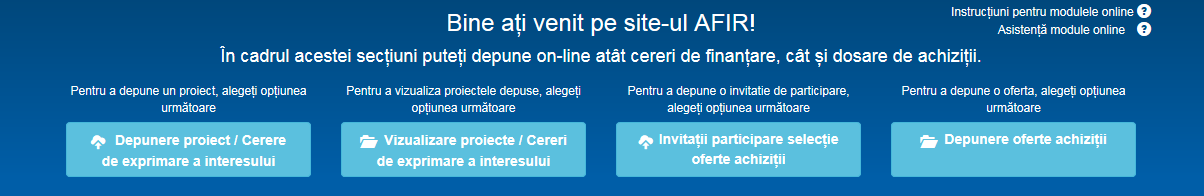 Instrucțiuni pentru modulele online
Asistență module online
Bine ați venit pe site-ul AFIR!
În cadrul acestei secțiuni puteți depune on-line atât cereri de finanțare, cât și dosare de achiziții.
Pentru a depune un proiect, alegeți opțiunea
următoare
Depunere proiect / Cerere
de exprimare a interesului
Pentru a vizualiza proiectele depuse, alegeți
opțiunea următoare
Vizualizare proiecte / Cereri
de exprimare a interesului
Pentru a depune o invitatie de participare,
alegeți opțiunea următoare
Invitații participare selecție
oferte achiziții
Pentru a depune o oferta, alegeți opțiunea
următoare
Depunere oferte achiziții